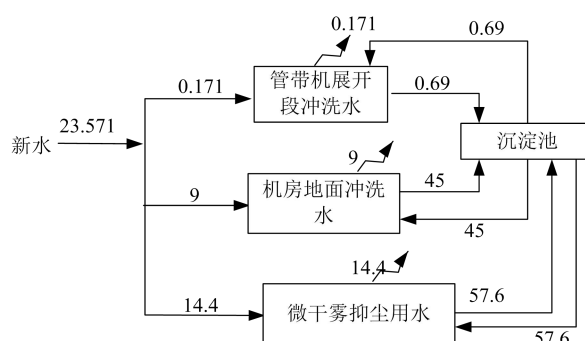 0.171
0.69
0.171
管带机展开
段冲洗水
0.69
23.571
新水
沉淀池
9
9
机房地面冲洗
水
45
45
14.4
14.4
微干雾抑尘用水
57.6
57.6